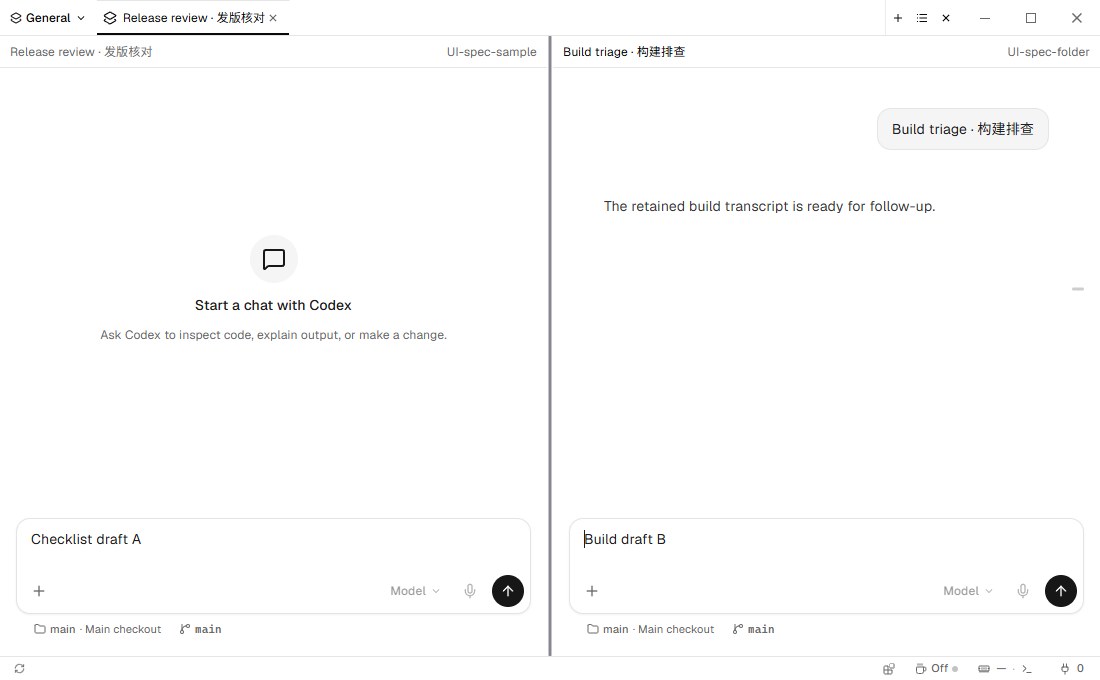 General
Release review · 发版核对
Release review · 发版核对
UI-spec-sample
Start a chat with Codex
Ask Codex to inspect code, explain output, or make a change.
Checklist draft A
Model
main · Main checkout
main
Build triage · 构建排查
UI-spec-folder
Build triage · 构建排查
The retained build transcript is ready for follow-up.
Build draft B
Model
main · Main checkout
main
Off
— ·
0